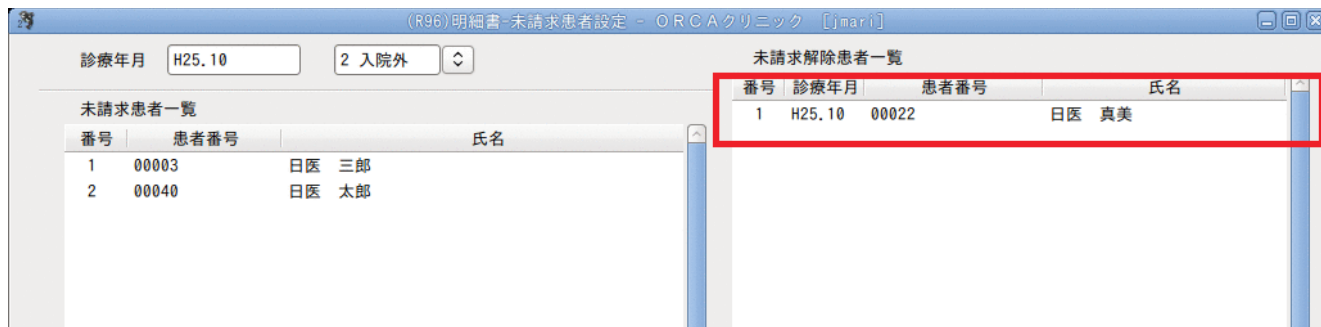 (R96)明細書-未請求患者設定 - ORCAクリニック [jmari]
診療年月 H25.10 2 入院外
未請求患者一覧
番号 患者番号 氏名
1 00003 日医 三郎
2 00040 日医 太郎
未請求解除患者一覧
番号 診療年月 患者番号 氏名
1 H25.10 00022 日医 真美